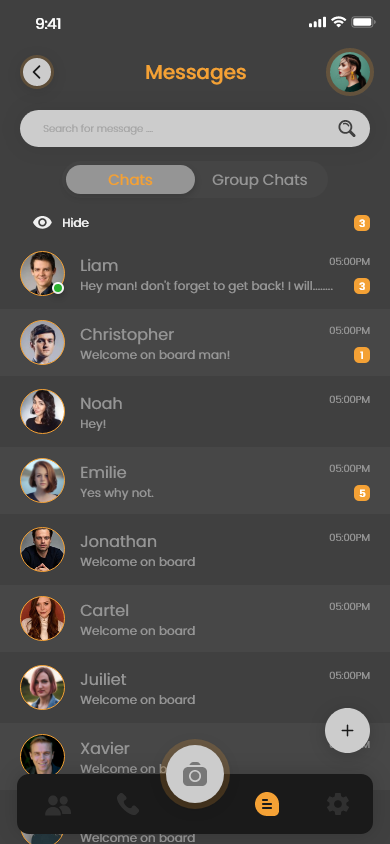 9:41
Messages
Search for message ...
Chats
Group Chats
Hide
3
Liam
05:00PM
Hey man! don't forget to get back! I will........
3
Christopher
05:00PM
Welcome on board man!
1
Noah
05:00PM
Hey!
Emilie
05:00PM
Yes why not.
5
Jonathan
05:00PM
Welcome on board
Cartel
05:00PM
Welcome on board
Juiliet
05:00PM
Welcome on board
Xavier
Welcome on b
Welcome on board